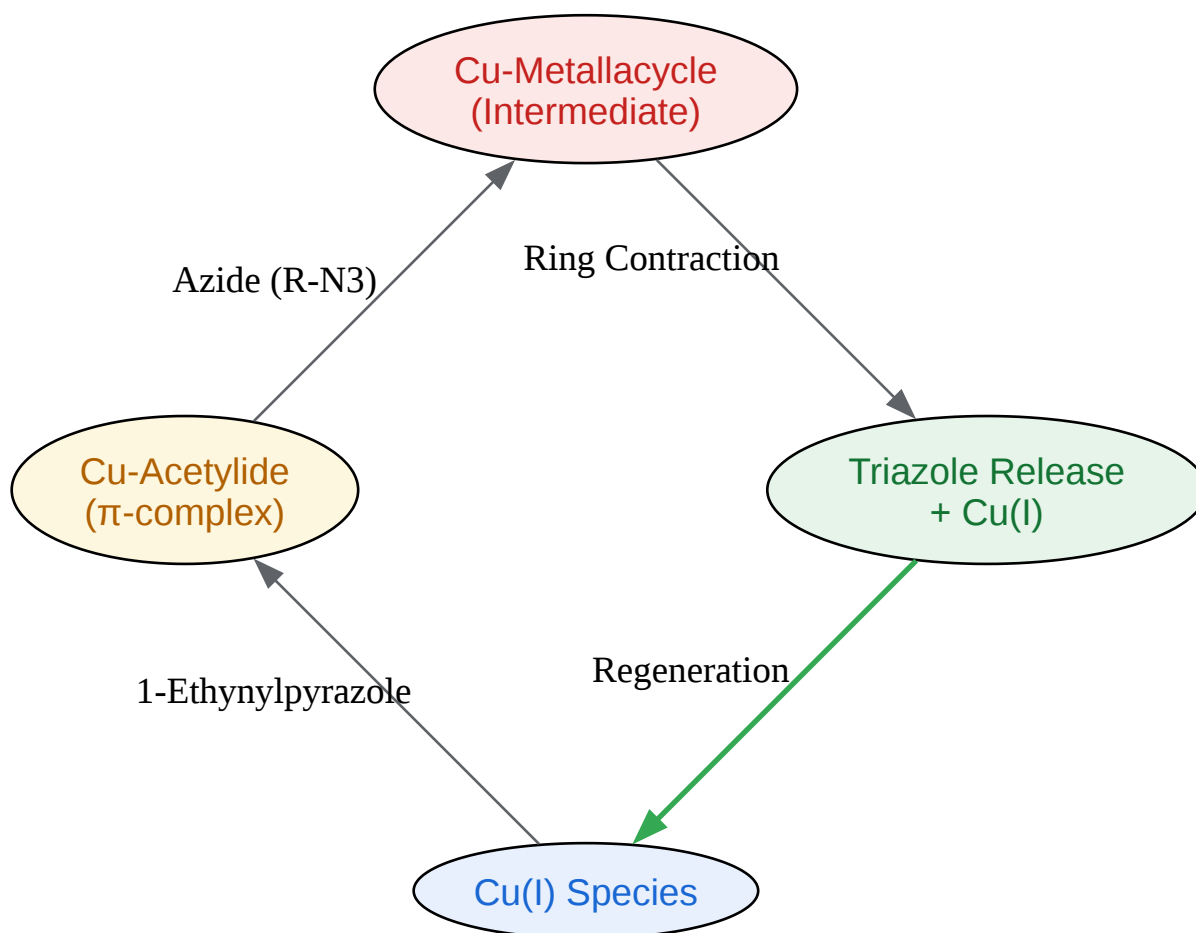 Cu-Metallacycle
(Intermediate)
Ring Contraction
Azide (R-N3)
Cu-Acetylide
(π-complex)
Triazole Release
+ Cu(I)
Regeneration
1-Ethynylpyrazole
Cu(I) Species